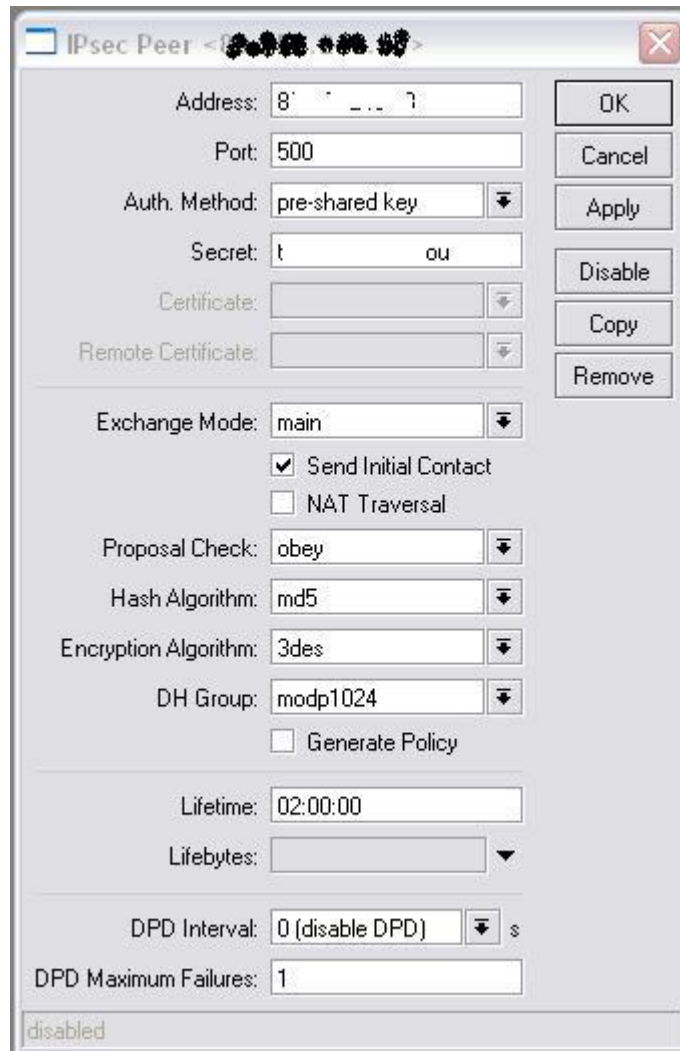 IPsec Peer <8
Address: 8
OK
Port: 500
Cancel
Auth. Method: pre-shared key
Apply
Secret: t ou
Disable
Certificate:
Copy
Remote Certificate:
Remove
Exchange Mode: main
Send Initial Contact
NAT Traversal
Proposal Check: obey
Hash Algorithm: md5
Encryption Algorithm: 3des
DH Group: modp1024
Generate Policy
Lifetime: 02:00:00
Lifebytes:
DPD Interval: 0 (disable DPD) s
DPD Maximum Failures: 1
disabled